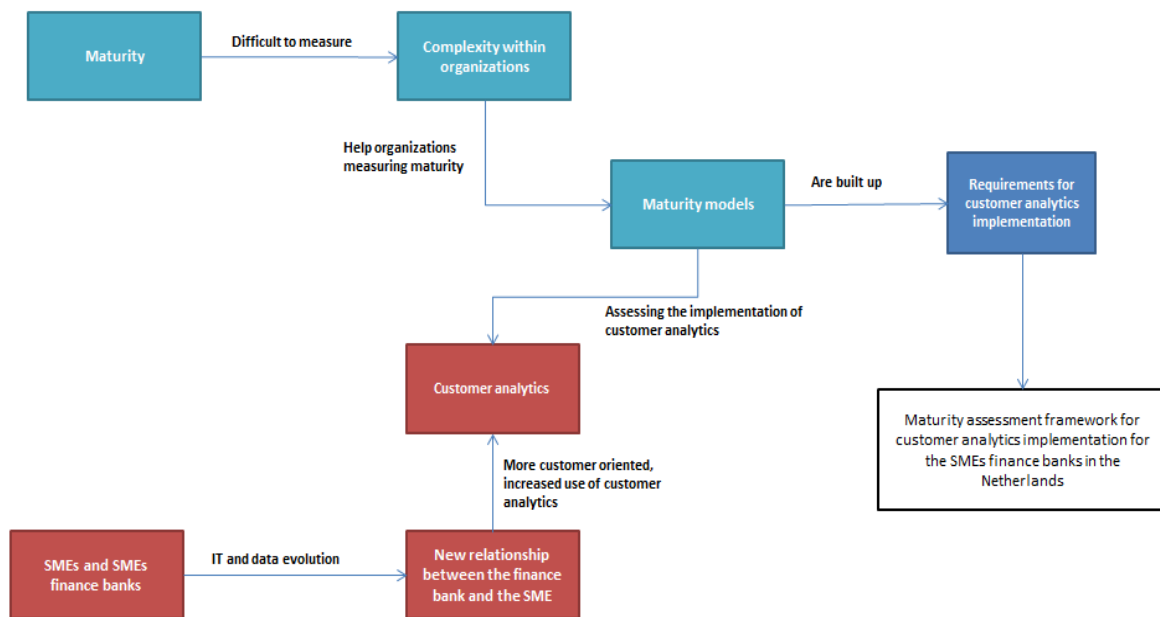 Maturity
Difficult to measure
Complexity within
organizations
Help organizations
measuring maturity
Maturity models
Are built up
Requirements for
customer analytics
implementation
Assessing the implementation of
customer analytics
Customer analytics
Maturity assessment framework for
customer analytics implementation for
the SMEs finance banks in the
Netherlands
More customer oriented,
increased use of customer
analytics
SMEs and SMEs
finance banks
IT and data evolution
New relationship
between the finance
bank and the SME